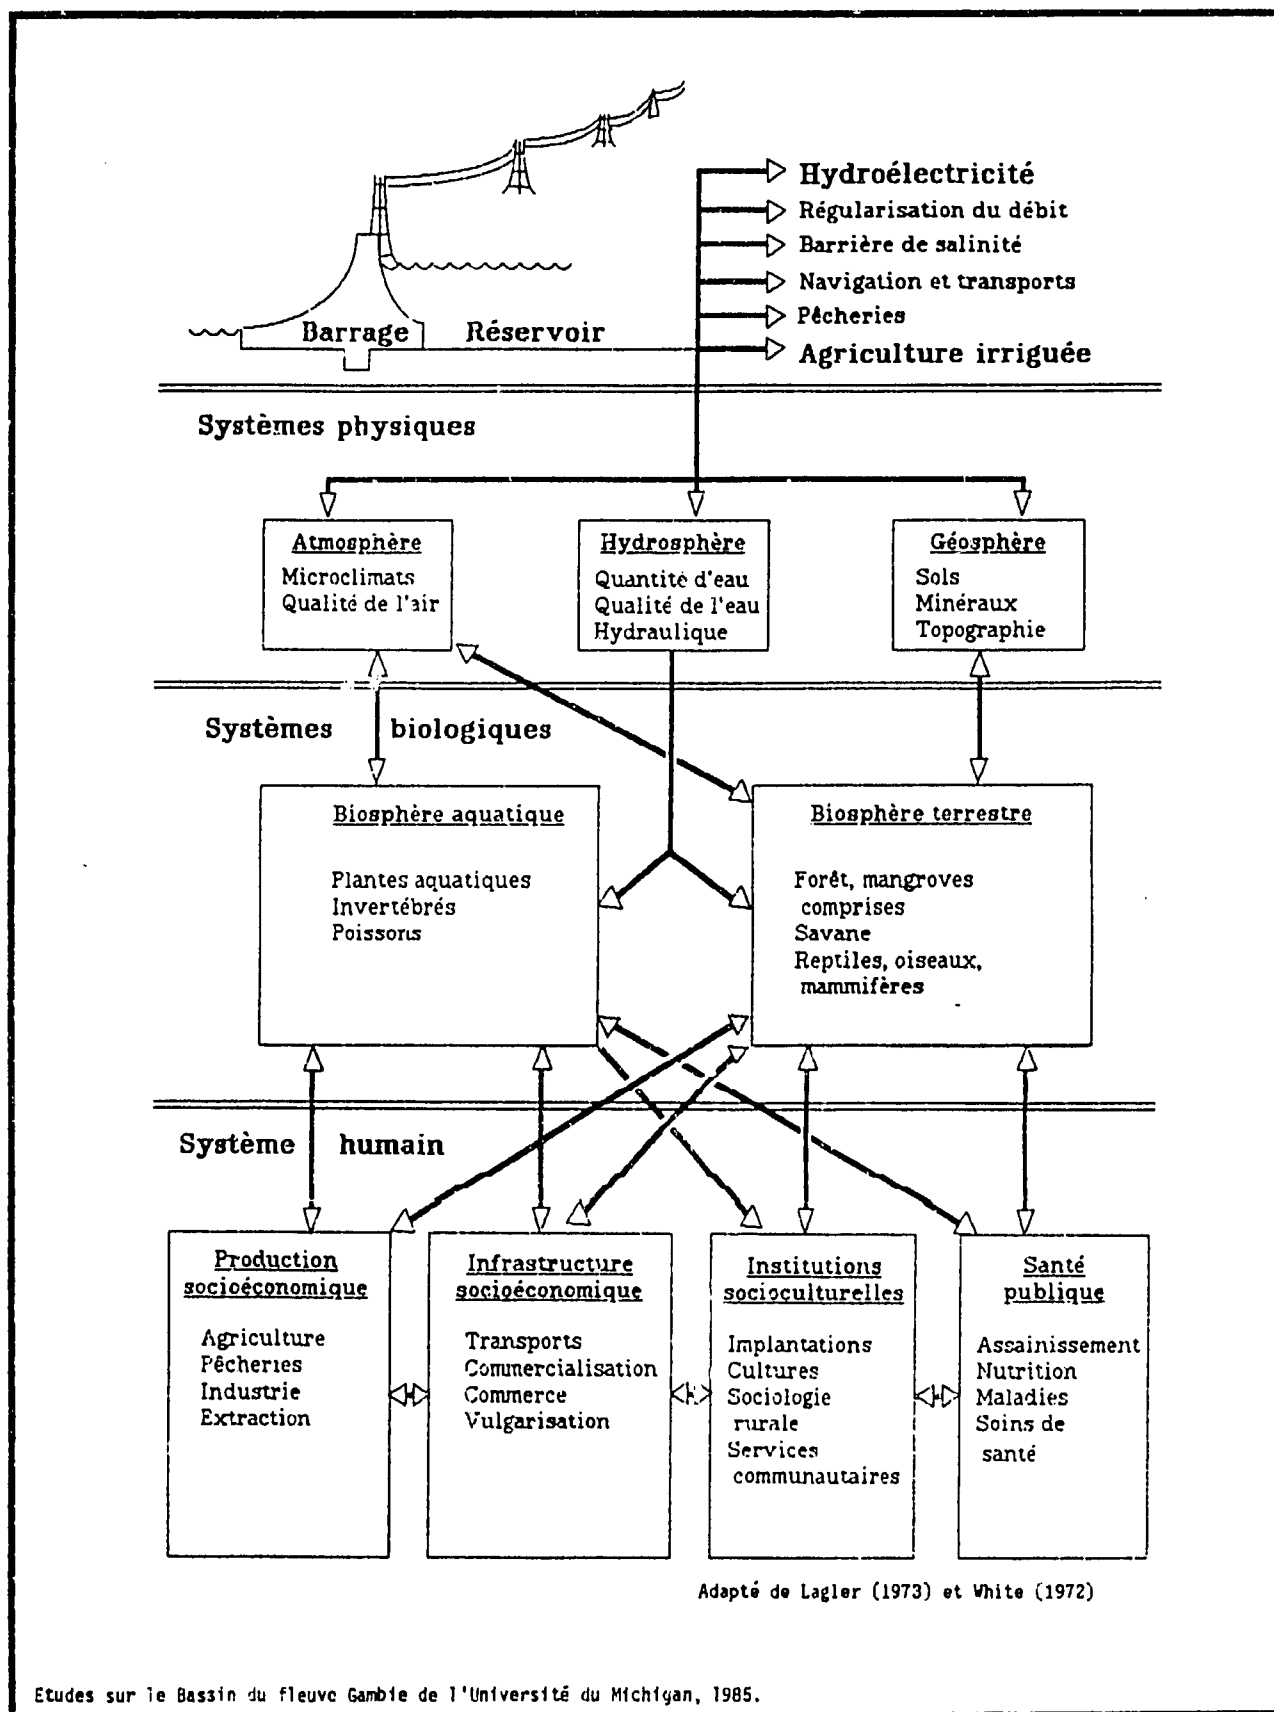 Hydroélectricité
Régularisation du débit
Barrière de salinité
Navigation et transports
Pêcheries
Agriculture irriguée
Barrage Réservoir
Systèmes physiques
Atmosphère
Microclimats
Qualité de l'air
Hydrosphère
Quantité d'eau
Qualité de l'eau
Hydraulique
Géosphère
Sols
Minéraux
Topographie
Systèmes biologiques
Biosphère aquatique
Plantes aquatiques
Invertébrés
Poissons
Biosphère terrestre
Forêt, mangroves
comprises
Savane
Reptiles, oiseaux,
mammifères
Système humain
Production
socioéconomique
Agriculture
Pêcheries
Industrie
Extraction
Infrastructure
socioéconomique
Transports
Commercialisation
Commerce
Vulgarisation
Institutions
socioculturelles
Implantations
Cultures
Sociologie
rurale
Services
communautaires
Santé
publique
Assainissement
Nutrition
Maladies
Soins de
santé
Adapté de Lagler (1973) et White (1972)
Etudes sur le Bassin du fleuve Gambie de l'Université du Michigan, 1985.